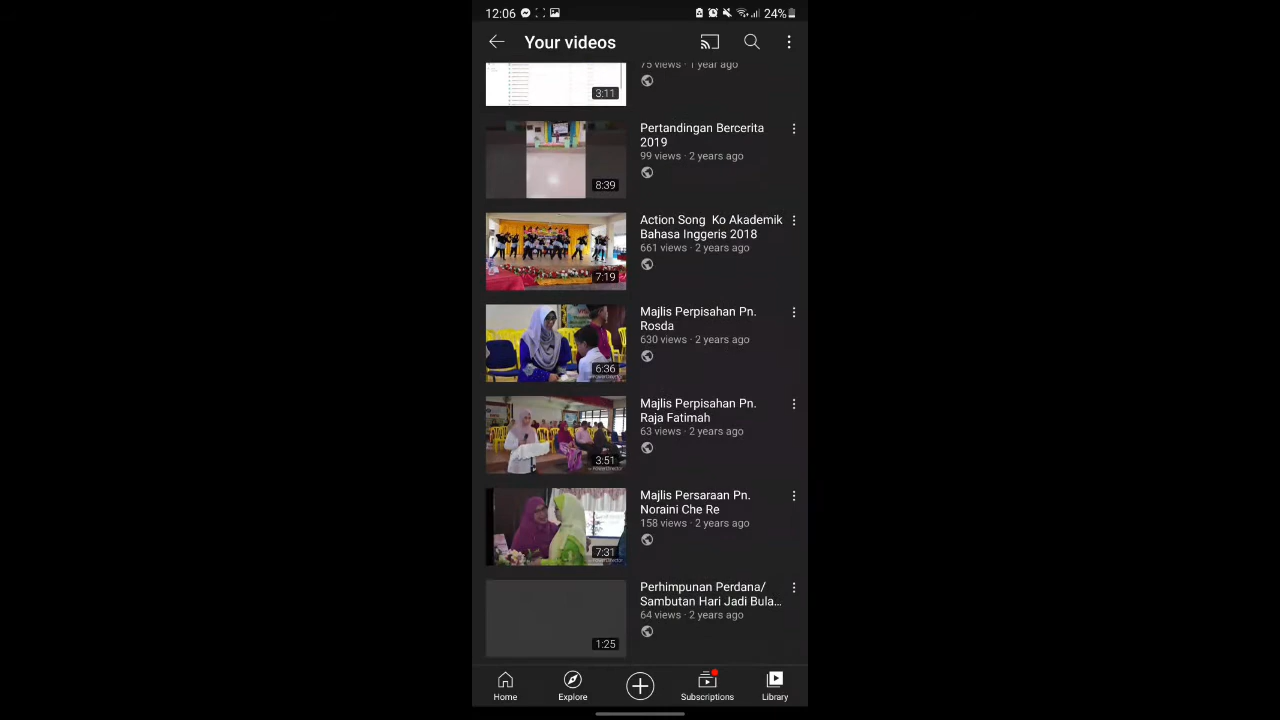 12:06 24%
Your videos
75 views · 1 year ago
3:11
Pertandingan Bercerita
2019
99 views · 2 years ago
8:39
Action Song Ko Akademik
Bahasa Inggeris 2018
661 views · 2 years ago
7:19
Majlis Perpisahan Pn.
Rosda
630 views · 2 years ago
6:36
Majlis Perpisahan Pn.
Raja Fatimah
63 views · 2 years ago
3:51
Majlis Persaraan Pn.
Noraini Che Re
158 views · 2 years ago
7:31
Perhimpunan Perdana/
Sambutan Hari Jadi Bula...
64 views · 2 years ago
1:25
Home Explore Subscriptions Library